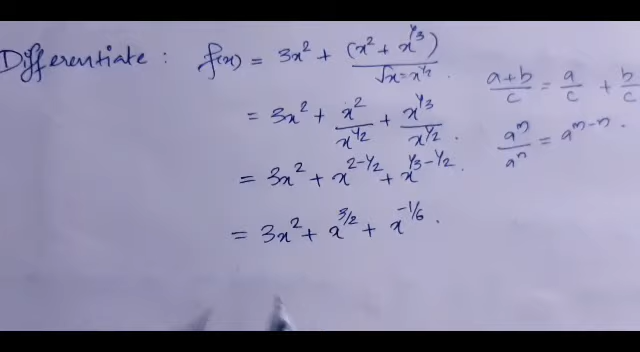 Differentiate : f(x) = 3x² + (x² + x^1/3) / √x = x^1/2 .
= 3x² + x²/x^1/2 + x^1/3/x^1/2 .
= 3x² + x^2-1/2 + x^1/3-1/2 .
= 3x² + x^3/2 + x^-1/6 .
a+b/c = a/c + b/c
a^m/a^n = a^m-n .